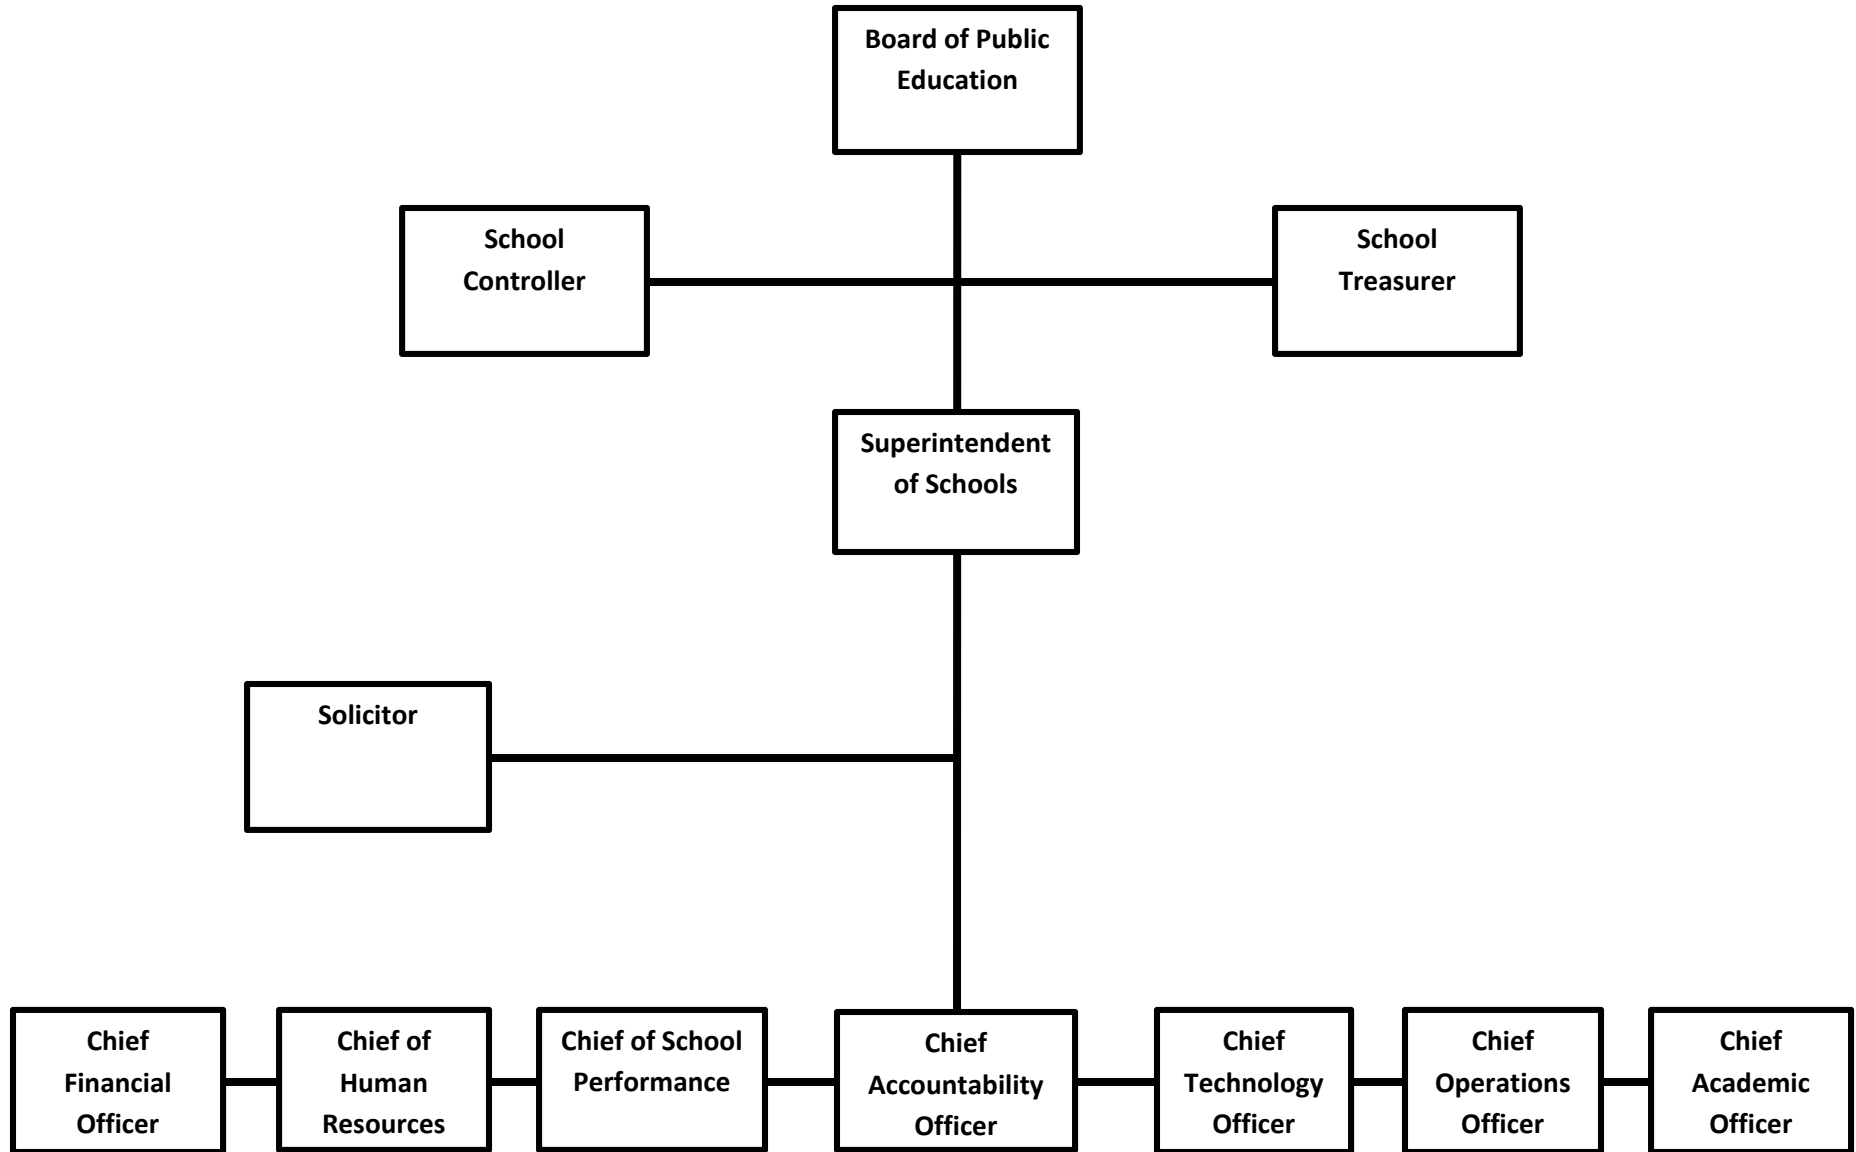 Board of Public
Education
School
Controller
School
Treasurer
Superintendent
of Schools
Solicitor
Chief
Financial
Officer
Chief of
Human
Resources
Chief of School
Performance
Chief
Accountability
Officer
Chief
Technology
Officer
Chief
Operations
Officer
Chief
Academic
Officer